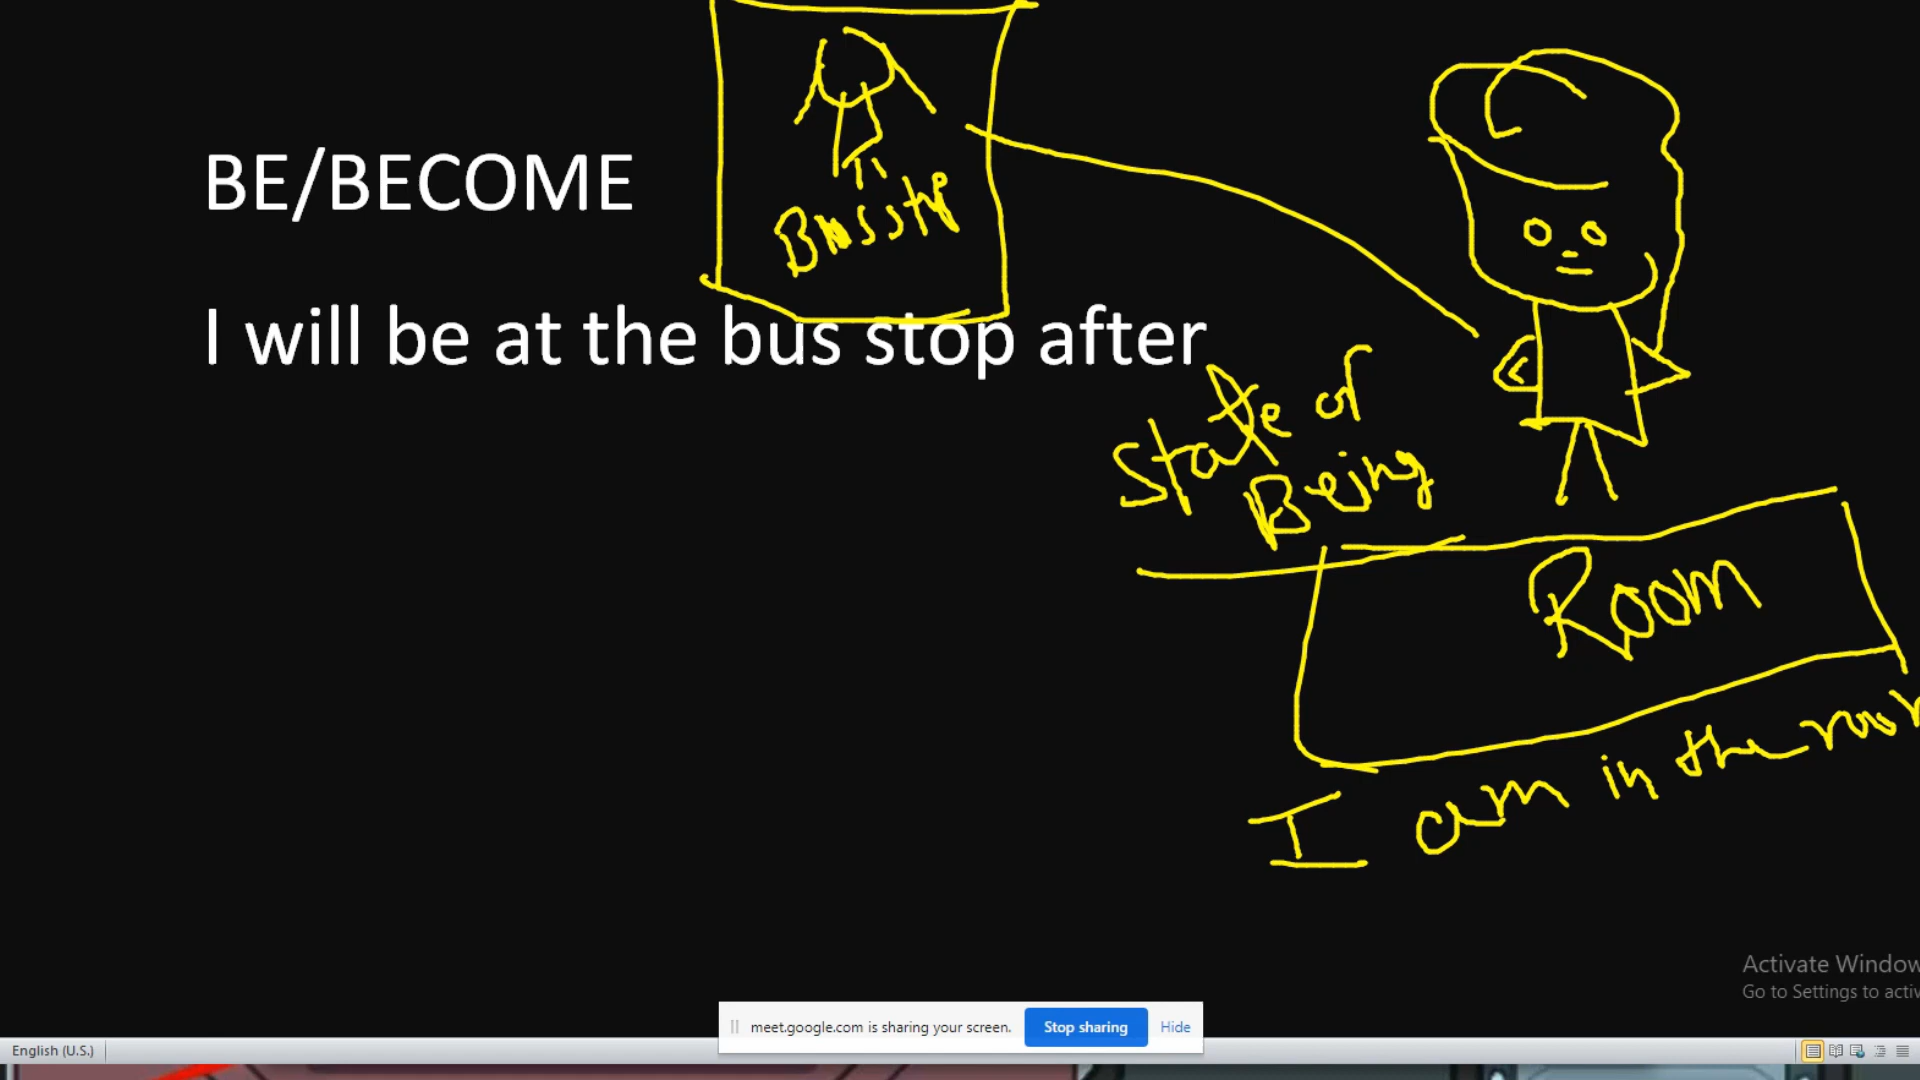 BE/BECOME
Busstp
I will be at the bus stop after
State of
Being
Room
I am in the room
Activate Window
Go to Settings to activ
meet.google.com is sharing your screen.
Stop sharing
Hide
English (U.S.)